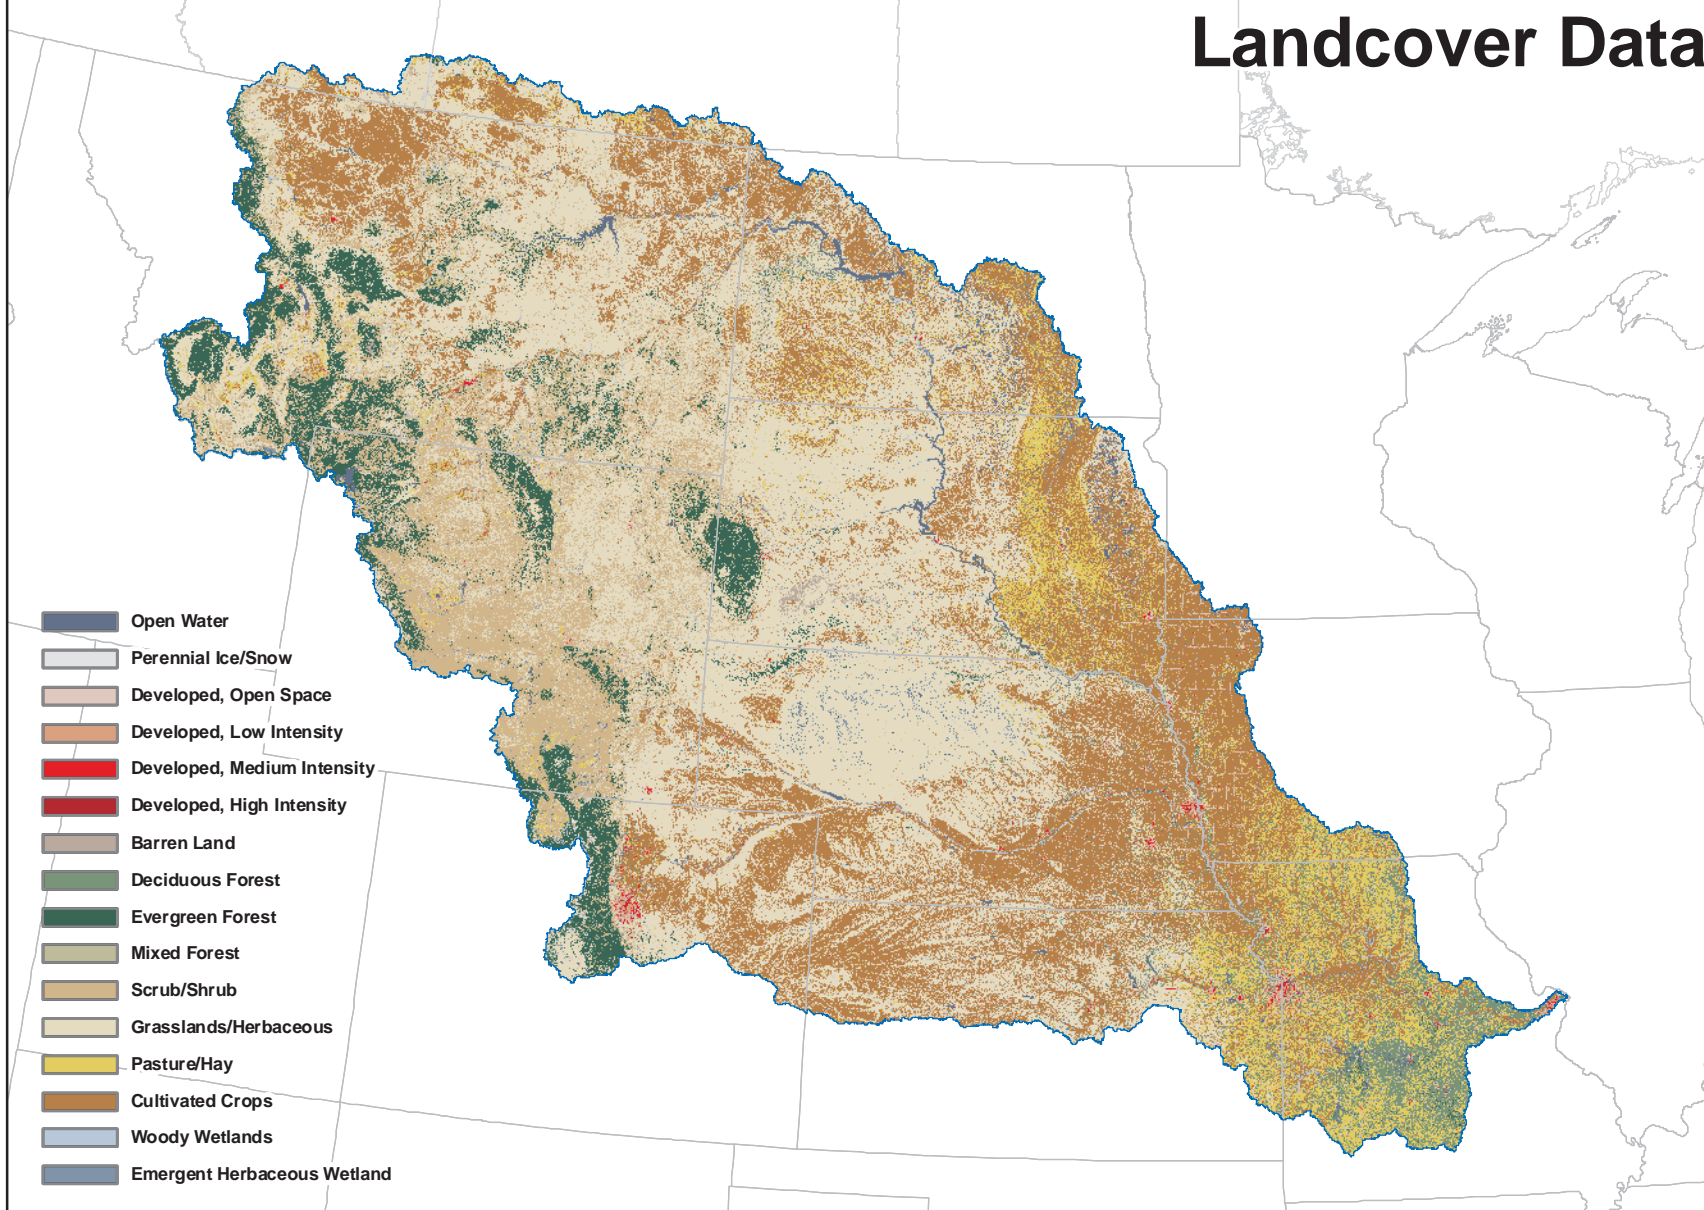 Landcover Data
Open Water
Perennial Ice/Snow
Developed, Open Space
Developed, Low Intensity
Developed, Medium Intensity
Developed, High Intensity
Barren Land
Deciduous Forest
Evergreen Forest
Mixed Forest
Scrub/Shrub
Grasslands/Herbaceous
Pasture/Hay
Cultivated Crops
Woody Wetlands
Emergent Herbaceous Wetland